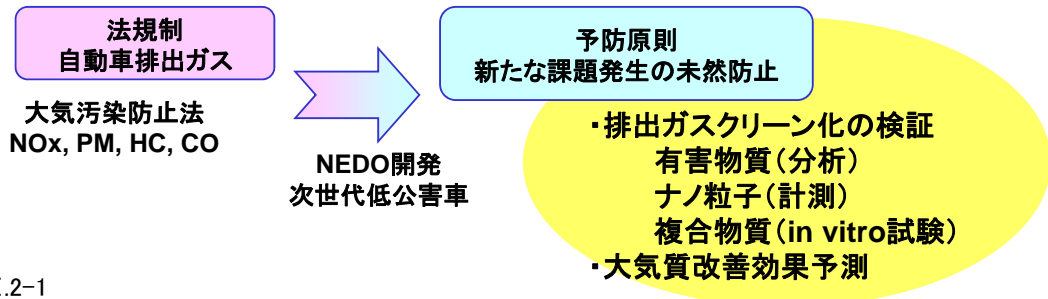 法規制
自動車排出ガス
大気汚染防止法
NOx, PM, HC, CO
NEDO開発
次世代低公害車
予防原則
新たな課題発生の未然防止
・排出ガスクリーン化の検証
有害物質(分析)
ナノ粒子(計測)
複合物質(in vitro試験)
・大気質改善効果予測
.2-1